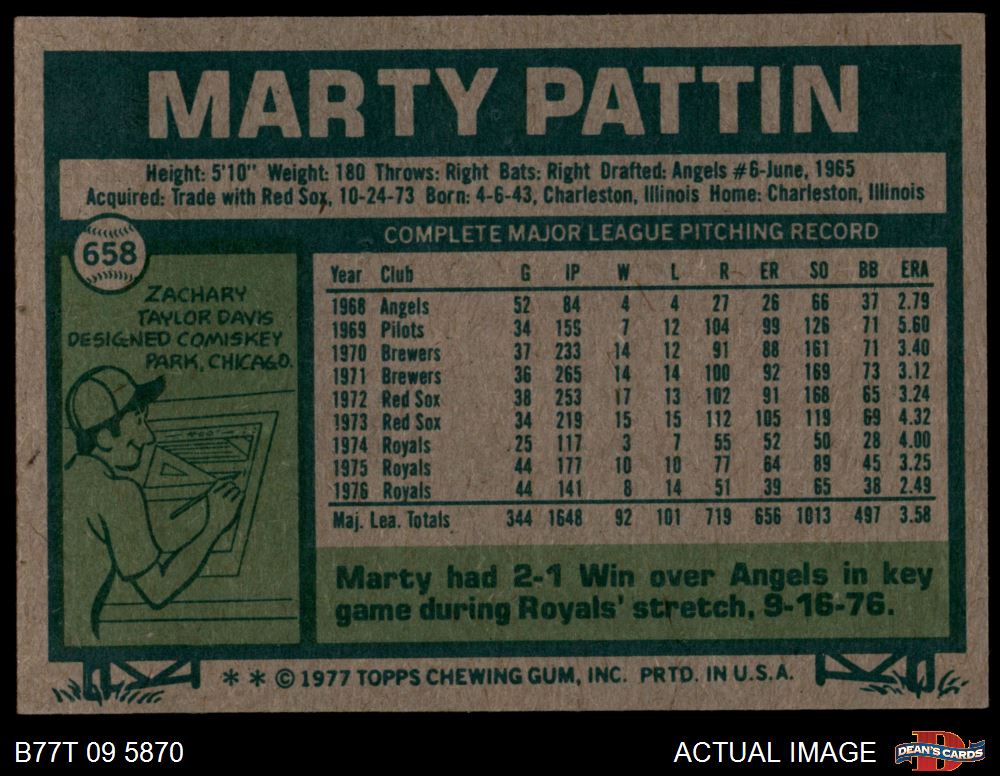 MARTY PATTIN
Height: 5'10" Weight: 180 Throws: Right Bats: Right Drafted: Angels #6-June, 1965
Acquired: Trade with Red Sox, 10-24-73 Born: 4-6-43, Charleston, Illinois Home: Charleston, Illinois
658
ZACHARY
TAYLOR DAVIS
DESIGNED COMISKEY
PARK, CHICAGO.
COMPLETE MAJOR LEAGUE PITCHING RECORD
Year Club G IP W L R ER SO BB ERA
1968 Angels 52 84 4 4 27 26 66 37 2.79
1969 Pilots 34 155 7 12 104 99 126 71 5.60
1970 Brewers 37 233 14 12 91 88 161 71 3.40
1971 Brewers 36 265 14 14 100 92 169 73 3.12
1972 Red Sox 38 253 17 13 102 91 168 65 3.24
1973 Red Sox 34 219 15 15 112 105 119 69 4.32
1974 Royals 25 117 3 7 55 52 50 28 4.00
1975 Royals 44 177 10 10 77 64 89 45 3.25
1976 Royals 44 141 8 14 51 39 65 38 2.49
Maj. Lea. Totals 344 1648 92 101 719 656 1013 497 3.58
Marty had 2-1 Win over Angels in key
game during Royals' stretch, 9-16-76.
* * © 1977 TOPPS CHEWING GUM, INC. PRTD. IN U.S.A.
B77T 09 5870
ACTUAL IMAGE
D
DEAN'S CARDS